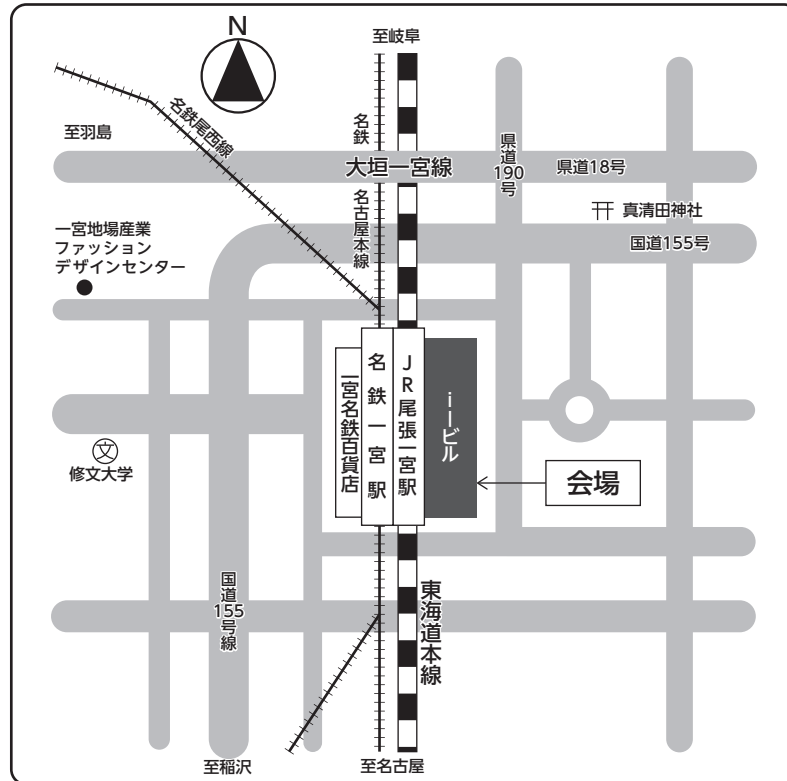 N
至岐阜
至羽島
名鉄尾西線
名鉄
名古屋本線
大垣一宮線
県道190号
県道18号
真清田神社
国道155号
一宮地場産業
ファッション
デザインセンター
一宮名鉄百貨店
名鉄一宮駅
JR尾張一宮駅
i-ビル
会場
文
修文大学
国道155号線
東海道本線
至稲沢
至名古屋